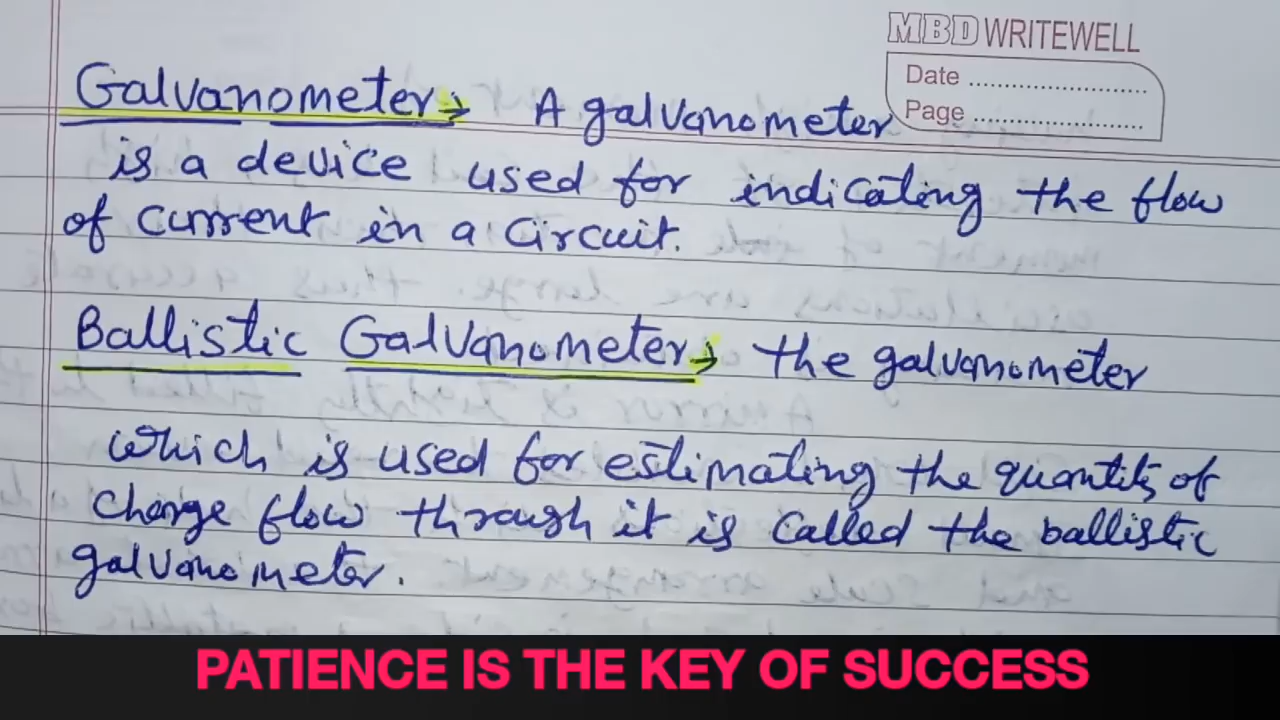 MBD WRITEWELL
Date ..............................
Page ............................
Galvanometer→ A galvanometer
is a device used for indicating the flow
of current in a circuit.
Ballistic Galvanometer→ the galvanometer
which is used for estimating the quantity of
charge flow through it is called the ballistic
galvanometer.
PATIENCE IS THE KEY OF SUCCESS